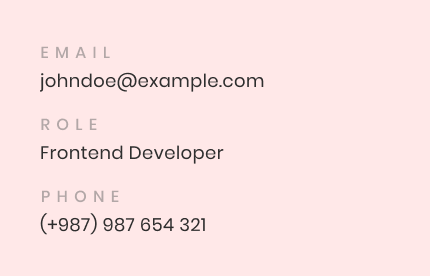 EMAIL
johndoe@example.com
ROLE
Frontend Developer
PHONE
(+987) 987 654 321